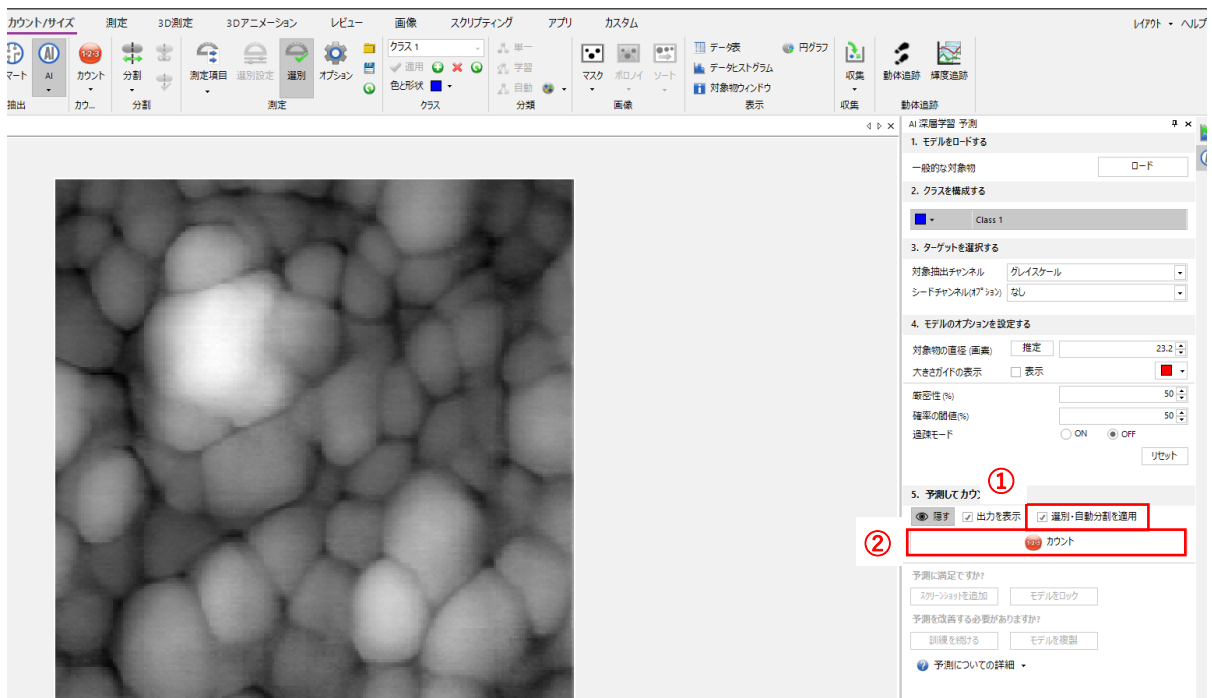 カウント/サイズ 測定 3D測定 3Dアニメーション レビュー 画像 スクリプティング アプリ カスタム レイアウト ヘルプ
マート AI カウント 分割 測定項目 選別設定 選別 オプション
クラス 1
適用
色と形状
単一
学習
自動
マスク ポロノイ ソート
データ表 円グラフ
データヒストグラム
対象物ウィンドウ
収集 動体追跡 輝度追跡
抽出 カウ... 分割 測定 クラス 分類 画像 表示 収集 動体追跡
AI 深層学習 予測
1. モデルをロードする
一般的な対象物 ロード
2. クラスを構成する
Class 1
3. ターゲットを選択する
対象抽出チャンネル グレイスケール
シードチャンネル(オプション) なし
4. モデルのオプションを設定する
対象物の直径 (画素) 推定 23.2
大きさガイドの表示 表示
厳密性 (%) 50
確率の閾値(%) 50
過疎モード ON OFF
リセット
①
5. 予測してカウン
隠す 出力を表示 選別・自動分割を適用
② 1-2-3 カウント
予測に満足ですか?
スクリーンショットを追加 モデルをロック
予測を改善する必要がありますか?
訓練を続ける モデルを複製
予測についての詳細